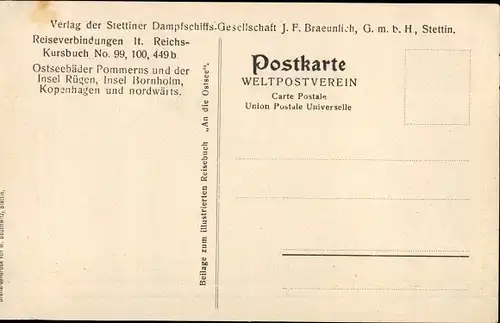 Verlag der Stettiner Dampfschiffs-Gesellschaft J. F. Braeunlich, G. m. b. H, Stettin.
Reiseverbindungen lt. Reichs-
Kursbuch No. 99, 100, 449 b.
Ostseebäder Pommerns und der
Insel Rügen, Insel Bornholm,
Kopenhagen und nordwärts.
Beilage zum illustrierten Reisebuch „An die Ostsee".
Postkarte
WELTPOSTVEREIN
Carte Postale
Union Postale Universelle
Stettin.